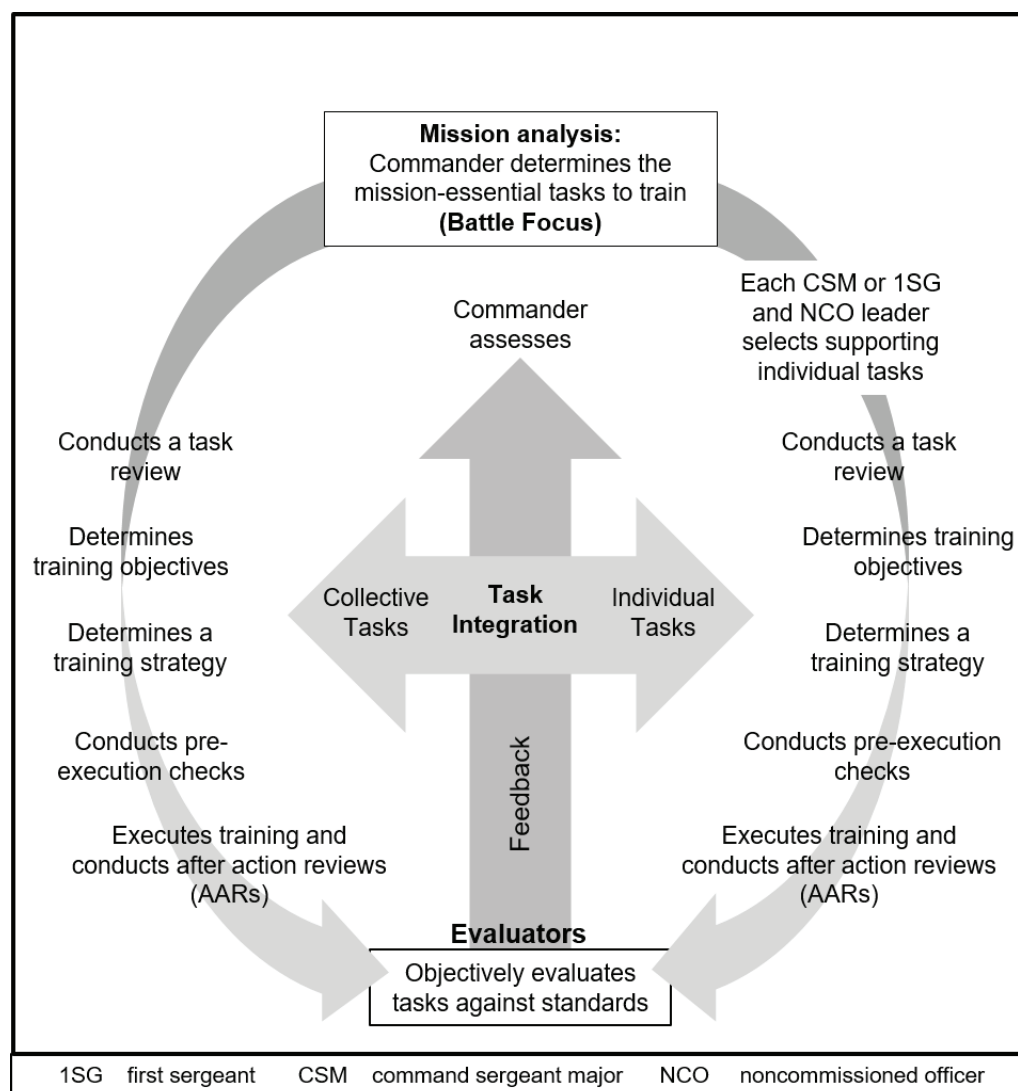 Mission analysis:
Commander determines the
mission-essential tasks to train
(Battle Focus)
Each CSM or 1SG
and NCO leader
selects supporting
individual tasks
Commander
assesses
Conducts a task
review
Conducts a task
review
Determines
training objectives
Determines training
objectives
Collective
Tasks
Task
Integration
Individual
Tasks
Determines a
training strategy
Determines a
training strategy
Conducts pre-
execution checks
Conducts pre-execution
checks
Feedback
Executes training and
conducts after action reviews
(AARs)
Executes training and
conducts after action reviews
(AARs)
Evaluators
Objectively evaluates
tasks against standards
1SG first sergeant CSM command sergeant major NCO noncommissioned officer